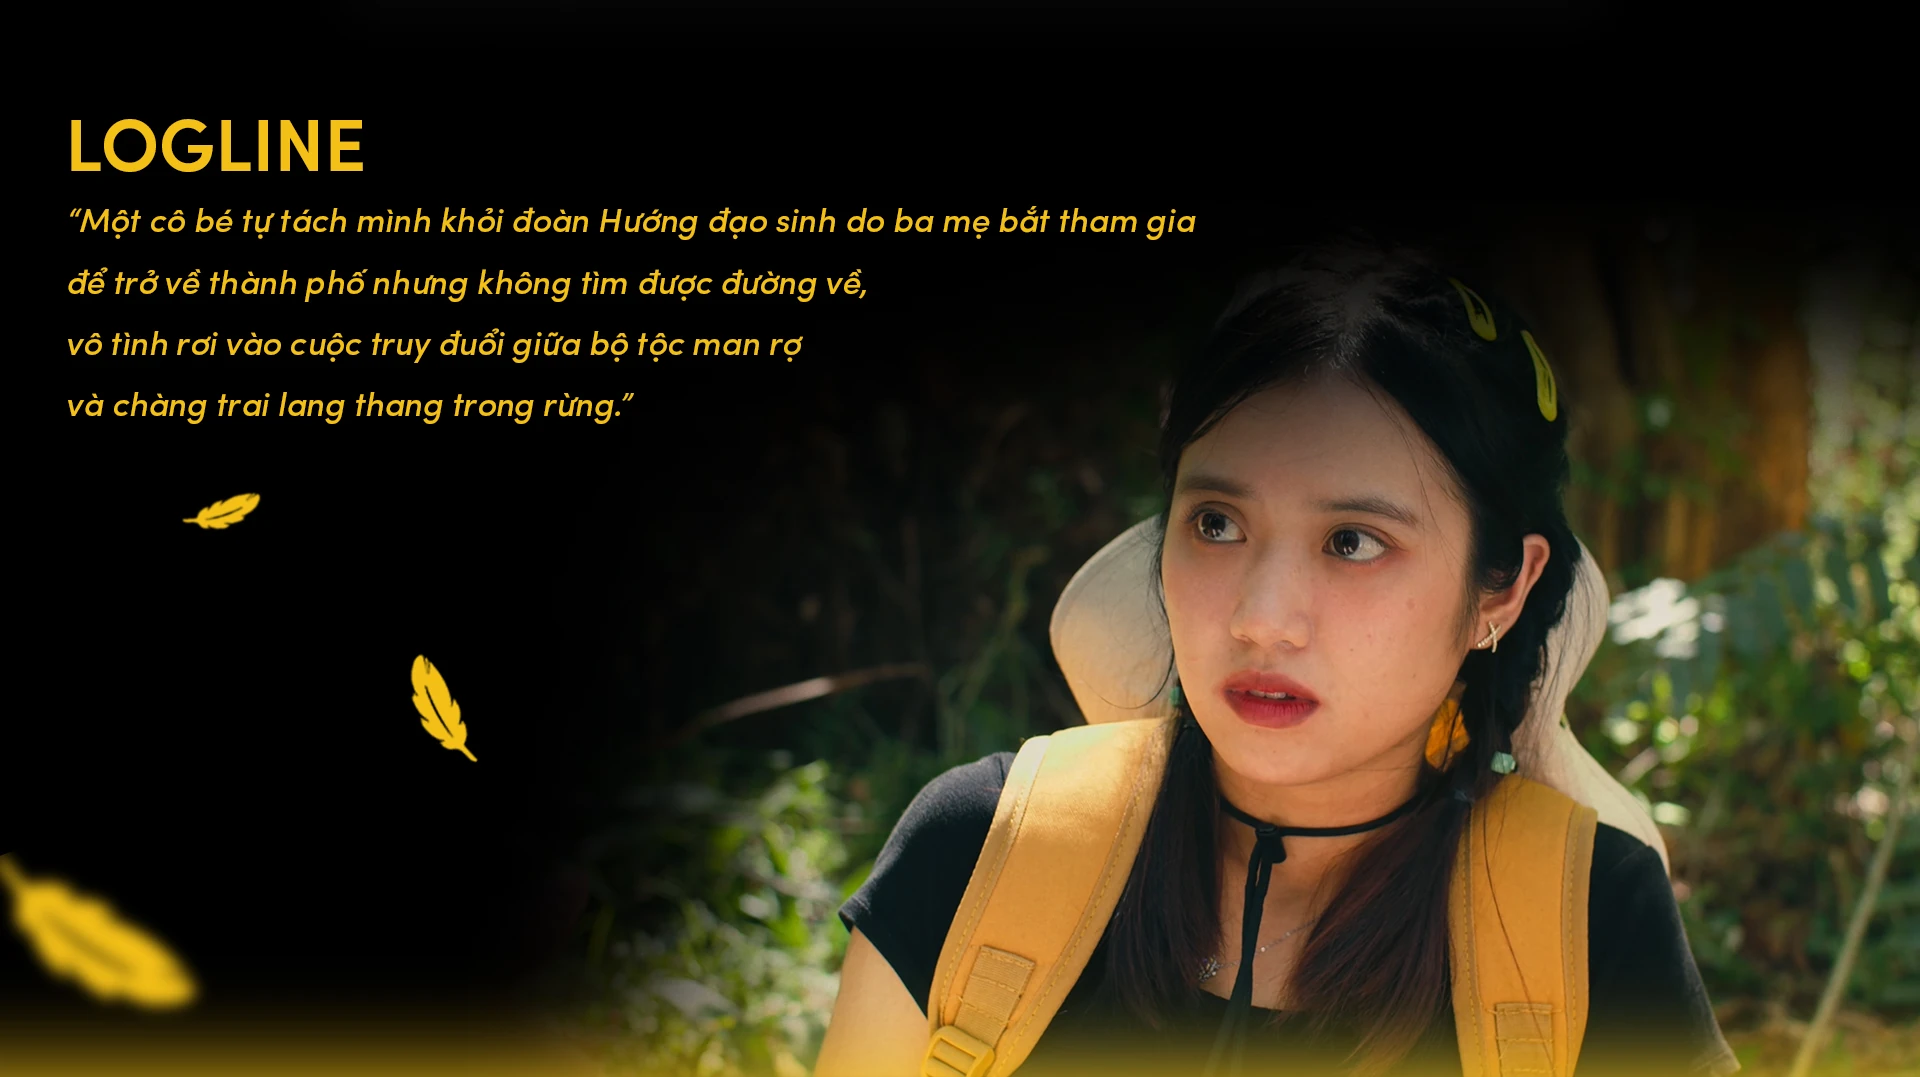 LOGLINE
“Một cô bé tự tách mình khỏi đoàn Hướng đạo sinh do ba mẹ bắt tham gia
để trở về thành phố nhưng không tìm được đường về,
vô tình rơi vào cuộc truy đuổi giữa bộ tộc man rợ
và chàng trai lang thang trong rừng.”